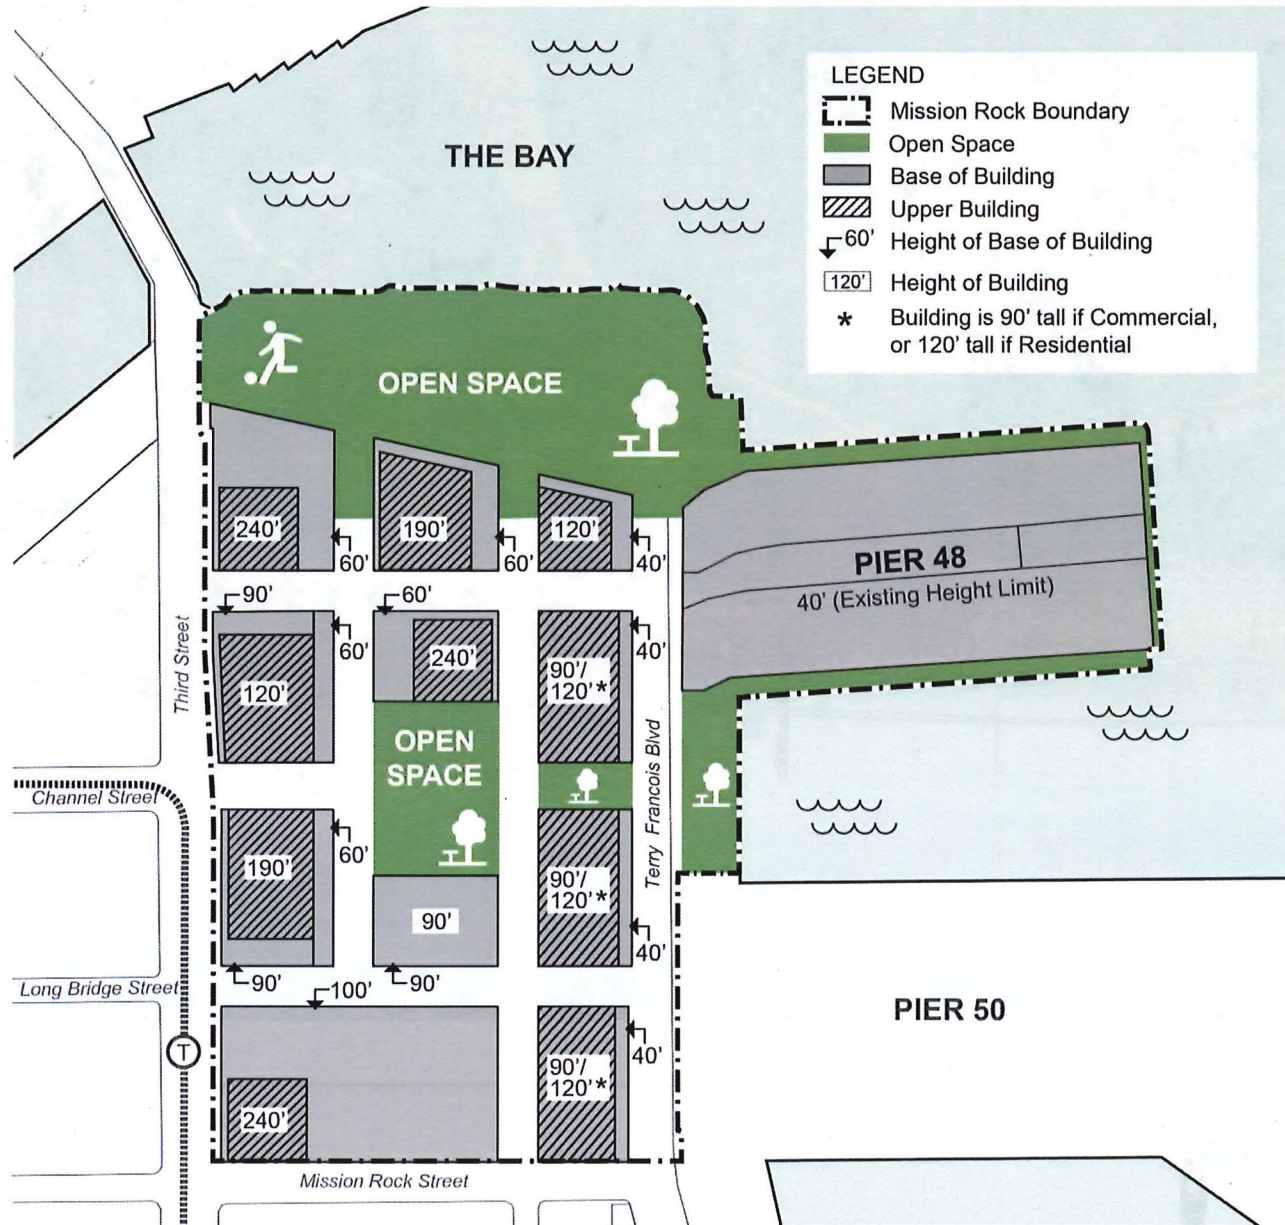 THE BAY
LEGEND
Mission Rock Boundary
Open Space
Base of Building
Upper Building
60' Height of Base of Building
120' Height of Building
* Building is 90' tall if Commercial,
or 120' tall if Residential
OPEN SPACE
240'
60'
190'
60'
120'
40'
PIER 48
40' (Existing Height Limit)
90'
60'
60'
240'
90'/
120'*
40'
120'
Third Street
OPEN
SPACE
Terry Francois Blvd
Channel Street
60'
190'
90'/
120'*
40'
90'
90'
90'
Long Bridge Street
100'
PIER 50
T
90'/
120'*
40'
240'
Mission Rock Street